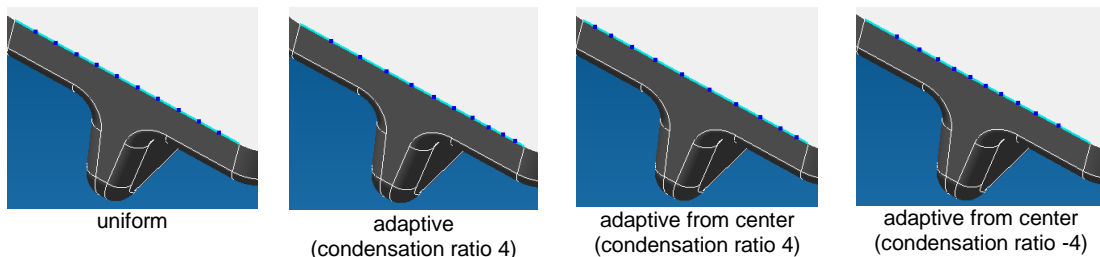 uniform
adaptive
(condensation ratio 4)
adaptive from center
(condensation ratio 4)
adaptive from center
(condensation ratio -4)